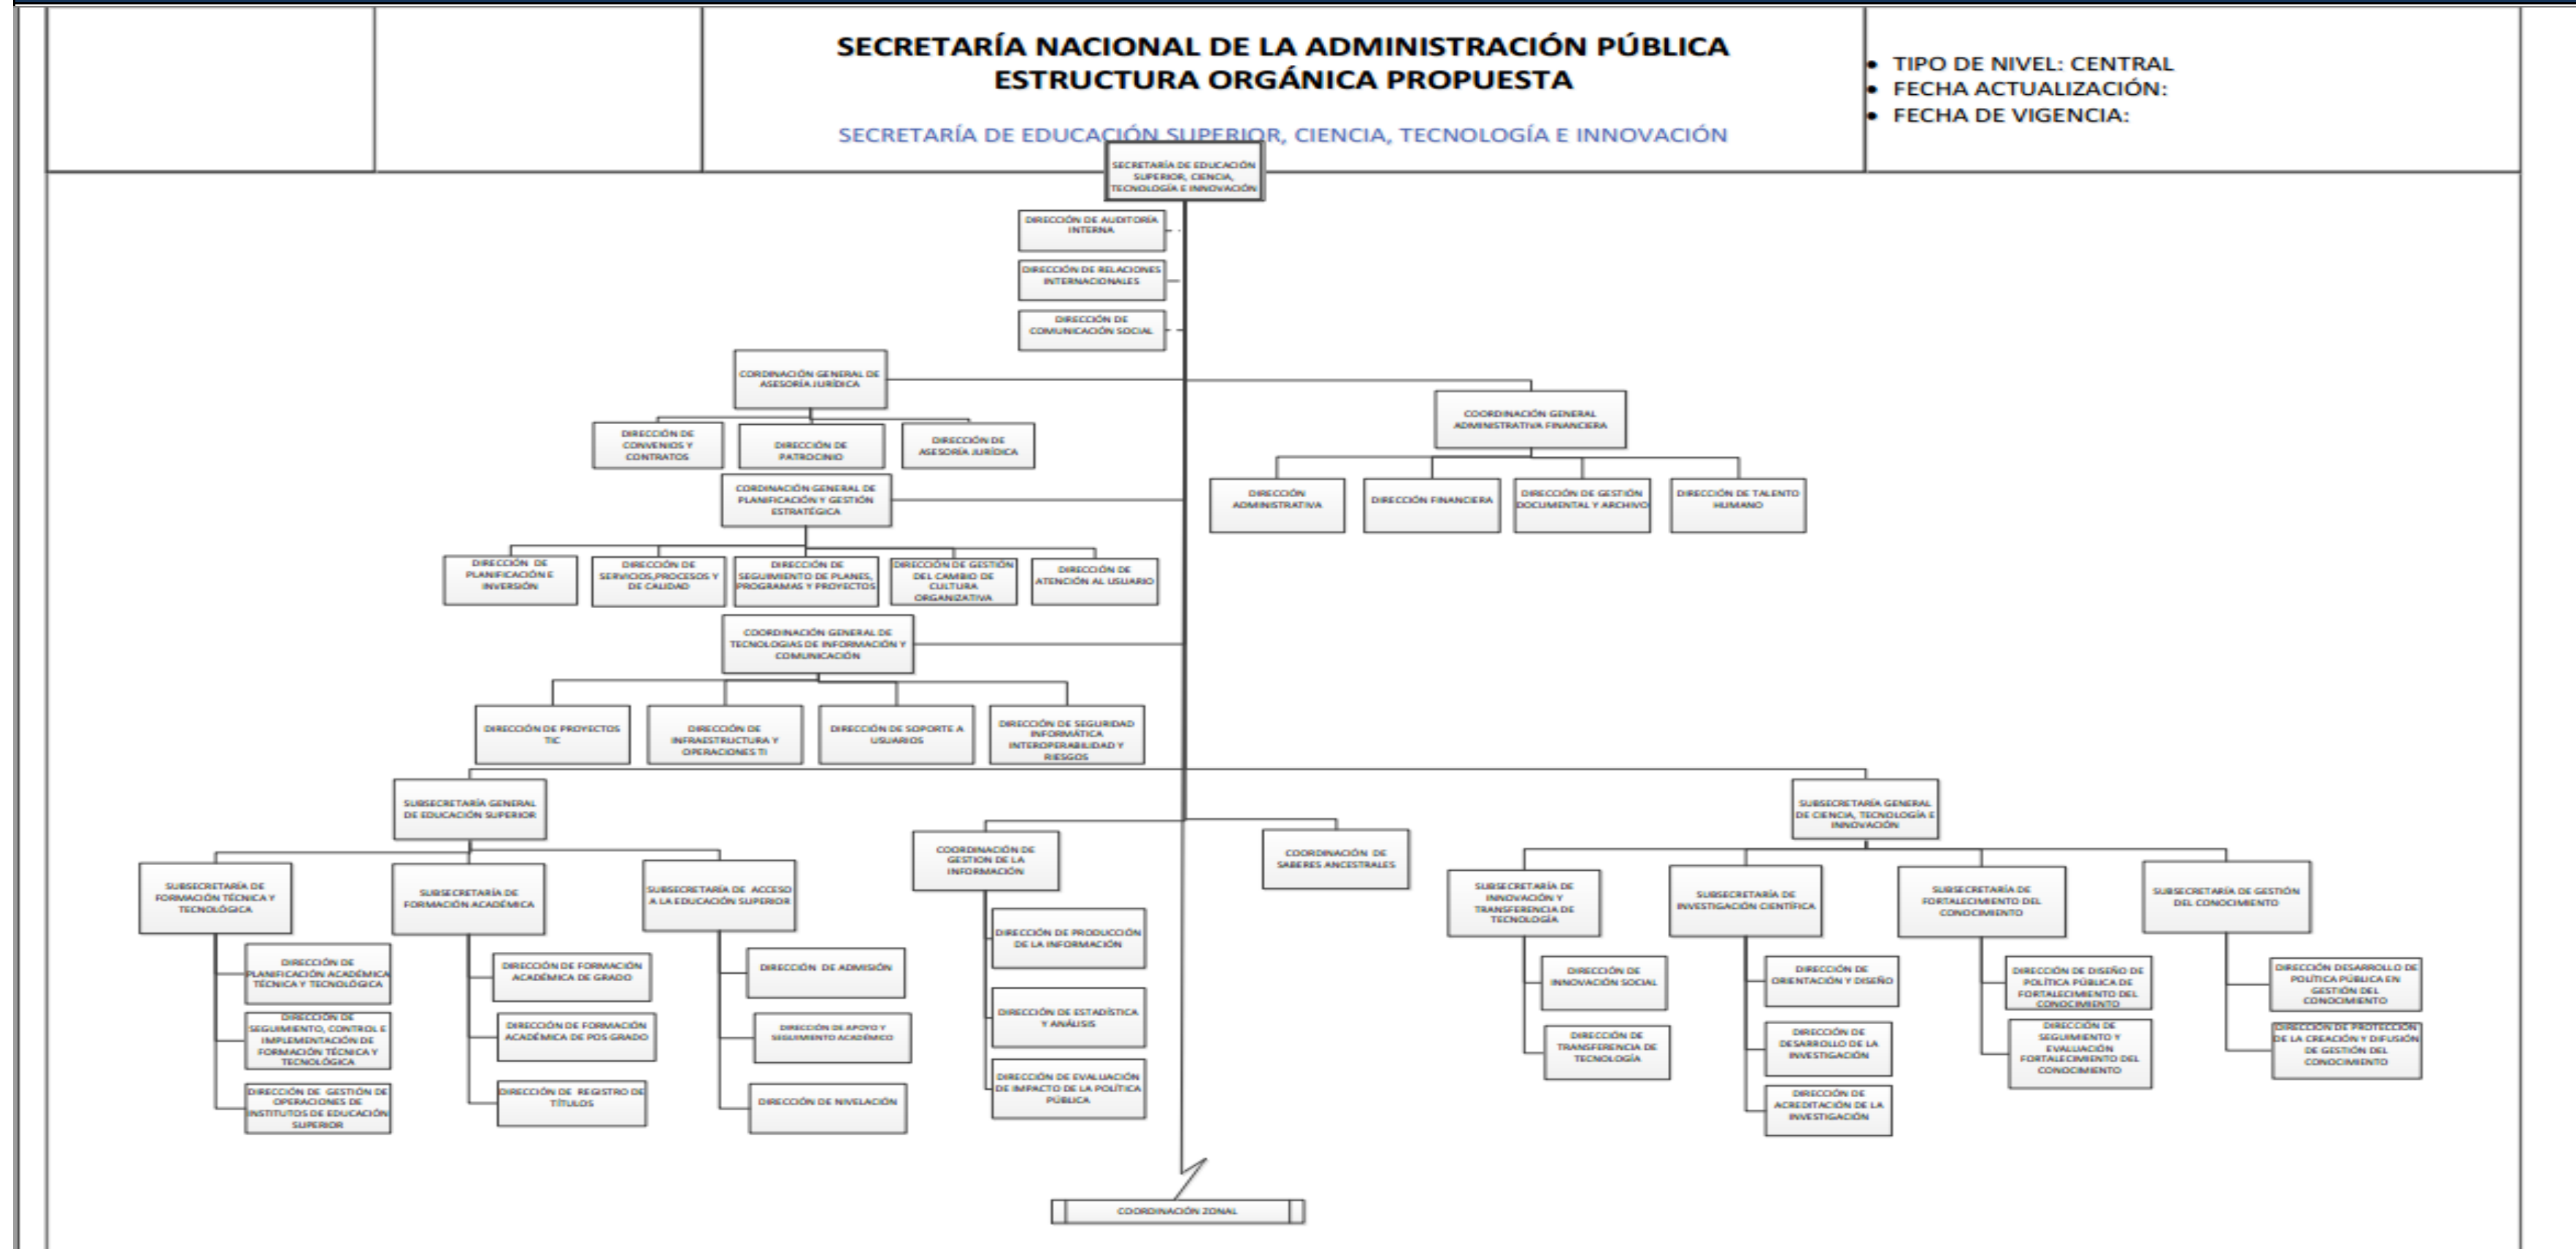 SECRETARÍA NACIONAL DE LA ADMINISTRACIÓN PÚBLICA
ESTRUCTURA ORGÁNICA PROPUESTA
SECRETARÍA DE EDUCACIÓN SUPERIOR, CIENCIA, TECNOLOGÍA E INNOVACIÓN
• TIPO DE NIVEL: CENTRAL
• FECHA ACTUALIZACIÓN:
• FECHA DE VIGENCIA:
SECRETARÍA DE EDUCACIÓN
SUPERIOR, CIENCIA,
TECNOLOGÍA E INNOVACIÓN
DIRECCIÓN DE AUDITORÍA
INTERNA
DIRECCIÓN DE RELACIONES
INTERNACIONALES
DIRECCIÓN DE
COMUNICACIÓN SOCIAL
CORDINACIÓN GENERAL DE
ASESORÍA JURÍDICA
COORDINACIÓN GENERAL
ADMINISTRATIVA FINANCIERA
DIRECCIÓN DE
CONVENIOS Y
CONTRATOS
DIRECCIÓN DE
PATROCINIO
DIRECCIÓN DE
ASESORÍA JURÍDICA
DIRECCIÓN
ADMINISTRATIVA
DIRECCIÓN FINANCIERA
DIRECCIÓN DE GESTIÓN
DOCUMENTAL Y ARCHIVO
DIRECCIÓN DE TALENTO
HUMANO
CORDINACIÓN GENERAL DE
PLANIFICACIÓN Y GESTIÓN
ESTRATÉGICA
DIRECCIÓN DE
PLANIFICACIÓN E
INVERSIÓN
DIRECCIÓN DE
SERVICIOS,PROCESOS Y
DE CALIDAD
DIRECCIÓN DE
SEGUIMIENTO DE PLANES,
PROGRAMAS Y PROYECTOS
DIRECCIÓN DE GESTIÓN
DEL CAMBIO DE
CULTURA
ORGANIZATIVA
DIRECCIÓN DE
ATENCIÓN AL USUARIO
COORDINACIÓN GENERAL DE
TECNOLOGIAS DE INFORMACIÓN Y
COMUNICACIÓN
DIRECCIÓN DE PROYECTOS
TIC
DIRECCIÓN DE
INFRAESTRUCTURA Y
OPERACIONES TI
DIRECCIÓN DE SOPORTE A
USUARIOS
DIRECCIÓN DE SEGURIDAD
INFORMÁTICA
INTEROPERABILIDAD Y
RIESGOS
SUBSECRETARÍA GENERAL
DE EDUCACIÓN SUPERIOR
SUBSECRETARÍA GENERAL
DE CIENCIA, TECNOLOGÍA E
INNOVACIÓN
SUBSECRETARÍA DE
FORMACIÓN TÉCNICA Y
TECNOLÓGICA
SUBSECRETARÍA DE
FORMACIÓN ACADÉMICA
SUBSECRETARÍA DE ACCESO
A LA EDUCACIÓN SUPERIOR
COORDINACIÓN DE
GESTION DE LA
INFORMACIÓN
COORDINACIÓN DE
SABERES ANCESTRALES
SUBSECRETARÍA DE
INNOVACIÓN Y
TRANSFERENCIA DE
TECNOLOGÍA
SUBSECRETARÍA DE
INVESTIGACIÓN CIENTÍFICA
SUBSECRETARÍA DE
FORTALECIMIENTO DEL
CONOCIMIENTO
SUBSECRETARÍA DE GESTIÓN
DEL CONOCIMIENTO
DIRECCIÓN DE
PLANIFICACIÓN ACADÉMICA
TÉCNICA Y TECNOLÓGICA
DIRECCIÓN DE
SEGUIMIENTO, CONTROL E
IMPLEMENTACIÓN DE
FORMACIÓN TÉCNICA Y
TECNOLÓGICA
DIRECCIÓN DE GESTIÓN DE
OPERACIONES DE
INSTITUTOS DE EDUCACIÓN
SUPERIOR
DIRECCIÓN DE FORMACIÓN
ACADÉMICA DE GRADO
DIRECCIÓN DE FORMACIÓN
ACADÉMICA DE POS GRADO
DIRECCIÓN DE REGISTRO DE
TÍTULOS
DIRECCIÓN DE ADMISIÓN
DIRECCIÓN DE APOYO Y
SEGUIMIENTO ACADÉMICO
DIRECCIÓN DE NIVELACIÓN
DIRECCIÓN DE PRODUCCIÓN
DE LA INFORMACIÓN
DIRECCIÓN DE ESTADÍSTICA
Y ANÁLISIS
DIRECCIÓN DE EVALUACIÓN
DE IMPACTO DE LA POLÍTICA
PÚBLICA
DIRECCIÓN DE
INNOVACIÓN SOCIAL
DIRECCIÓN DE
TRANSFERENCIA DE
TECNOLOGÍA
DIRECCIÓN DE
ORIENTACIÓN Y DISEÑO
DIRECCIÓN DE
DESARROLLO DE LA
INVESTIGACIÓN
DIRECCIÓN DE
ACREDITACIÓN DE LA
INVESTIGACIÓN
DIRECCIÓN DE DISEÑO DE
POLÍTICA PÚBLICA DE
FORTALECIMIENTO DEL
CONOCIMIENTO
DIRECCIÓN DE
SEGUIMIENTO Y
EVALUACIÓN
FORTALECIMIENTO DEL
CONOCIMIENTO
DIRECCIÓN DESARROLLO DE
POLÍTICA PÚBLICA EN
GESTIÓN DEL
CONOCIMIENTO
DIRECCIÓN DE PROTECCIÓN
DE LA CREACIÓN Y DIFUSIÓN
DE GESTIÓN DEL
CONOCIMIENTO
COORDINACIÓN ZONAL